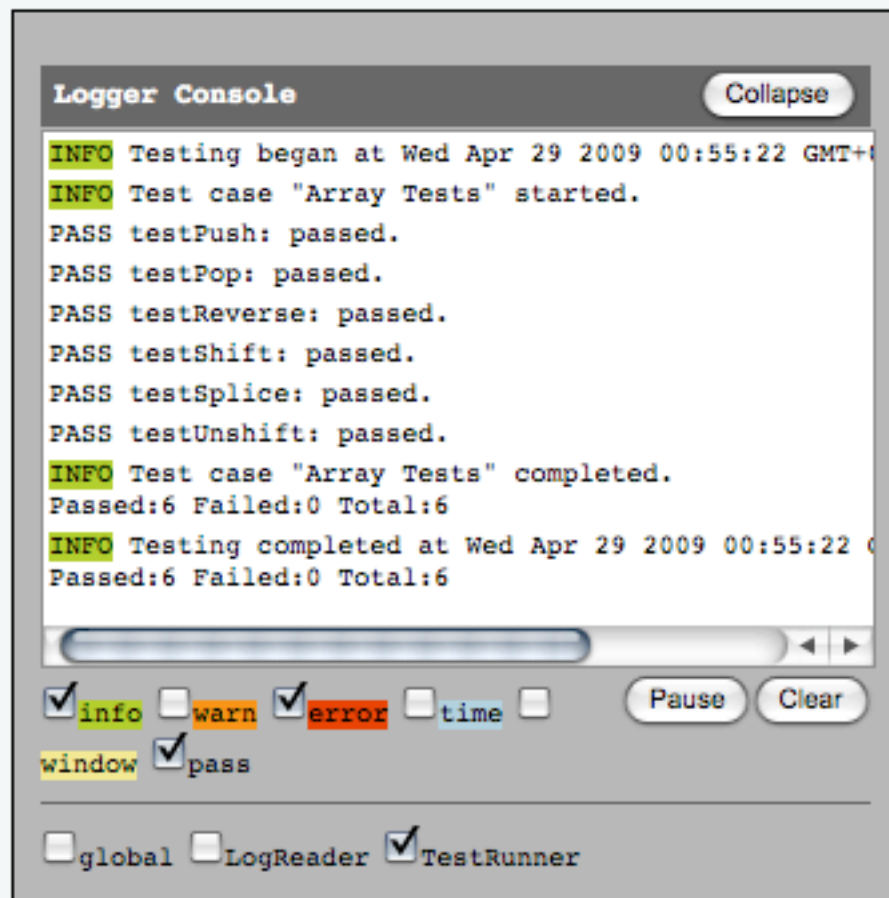 Logger Console Collapse
INFO Testing began at Wed Apr 29 2009 00:55:22 GMT+
INFO Test case "Array Tests" started.
PASS testPush: passed.
PASS testPop: passed.
PASS testReverse: passed.
PASS testShift: passed.
PASS testSplice: passed.
PASS testUnshift: passed.
INFO Test case "Array Tests" completed.
Passed:6 Failed:0 Total:6
INFO Testing completed at Wed Apr 29 2009 00:55:22
Passed:6 Failed:0 Total:6
info warn error time Pause Clear
window pass
global LogReader TestRunner